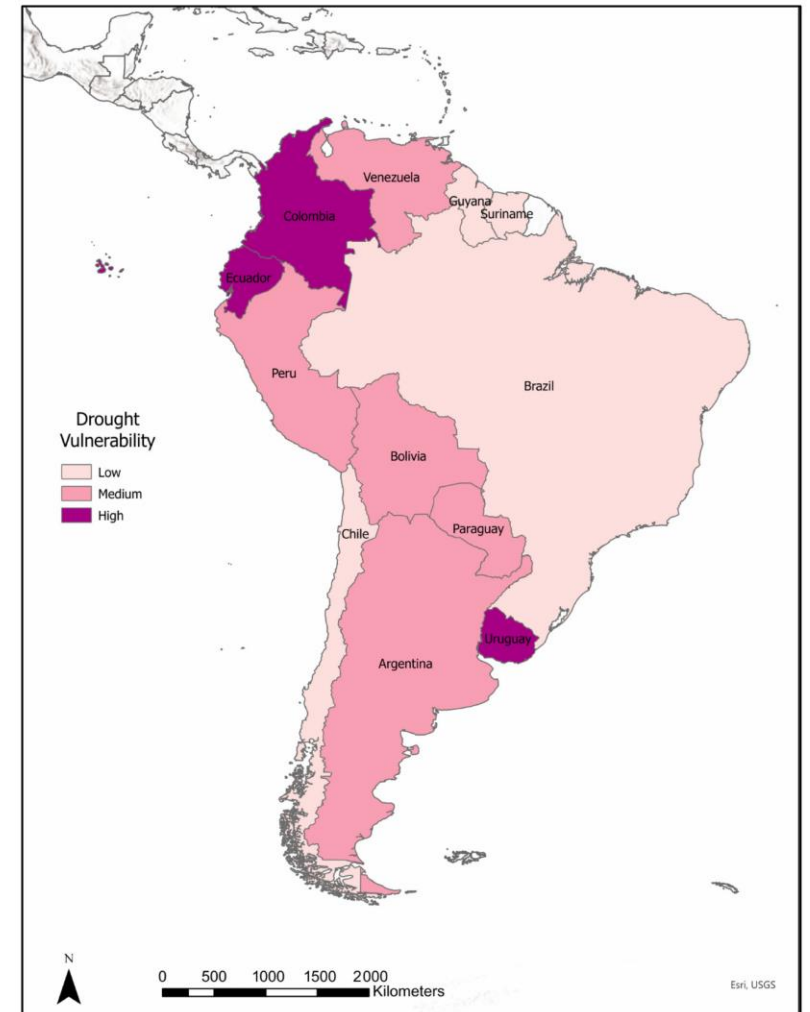 Venezuela
Guyana
Suriname
Colombia
Ecuador
Peru
Brazil
Drought
Vulnerability
Low
Medium
High
Bolivia
Chile
Paraguay
Uruguay
Argentina
N
0 500 1000 1500 2000
Kilometers
Esri, USGS